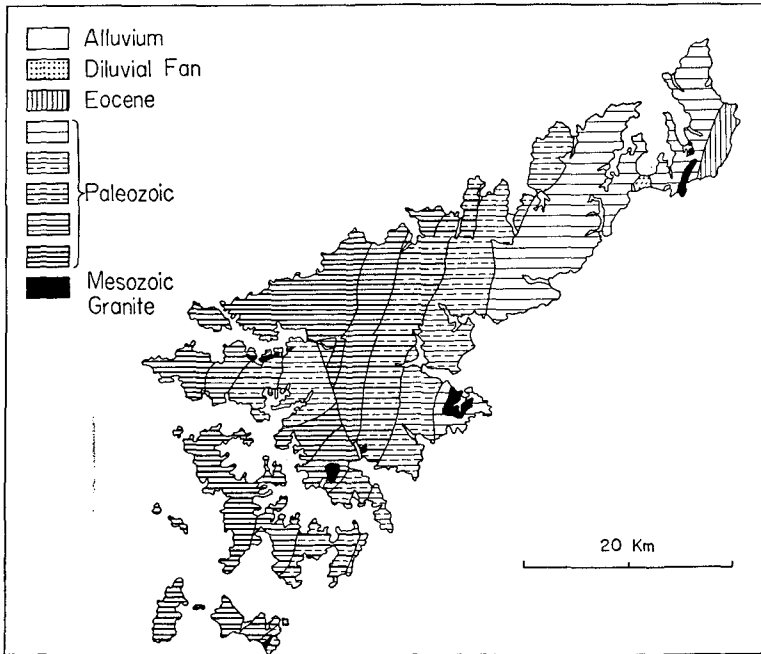 Alluvium
Diluvial Fan
Eocene
Paleozoic
Mesozoic
Granite
20 Km